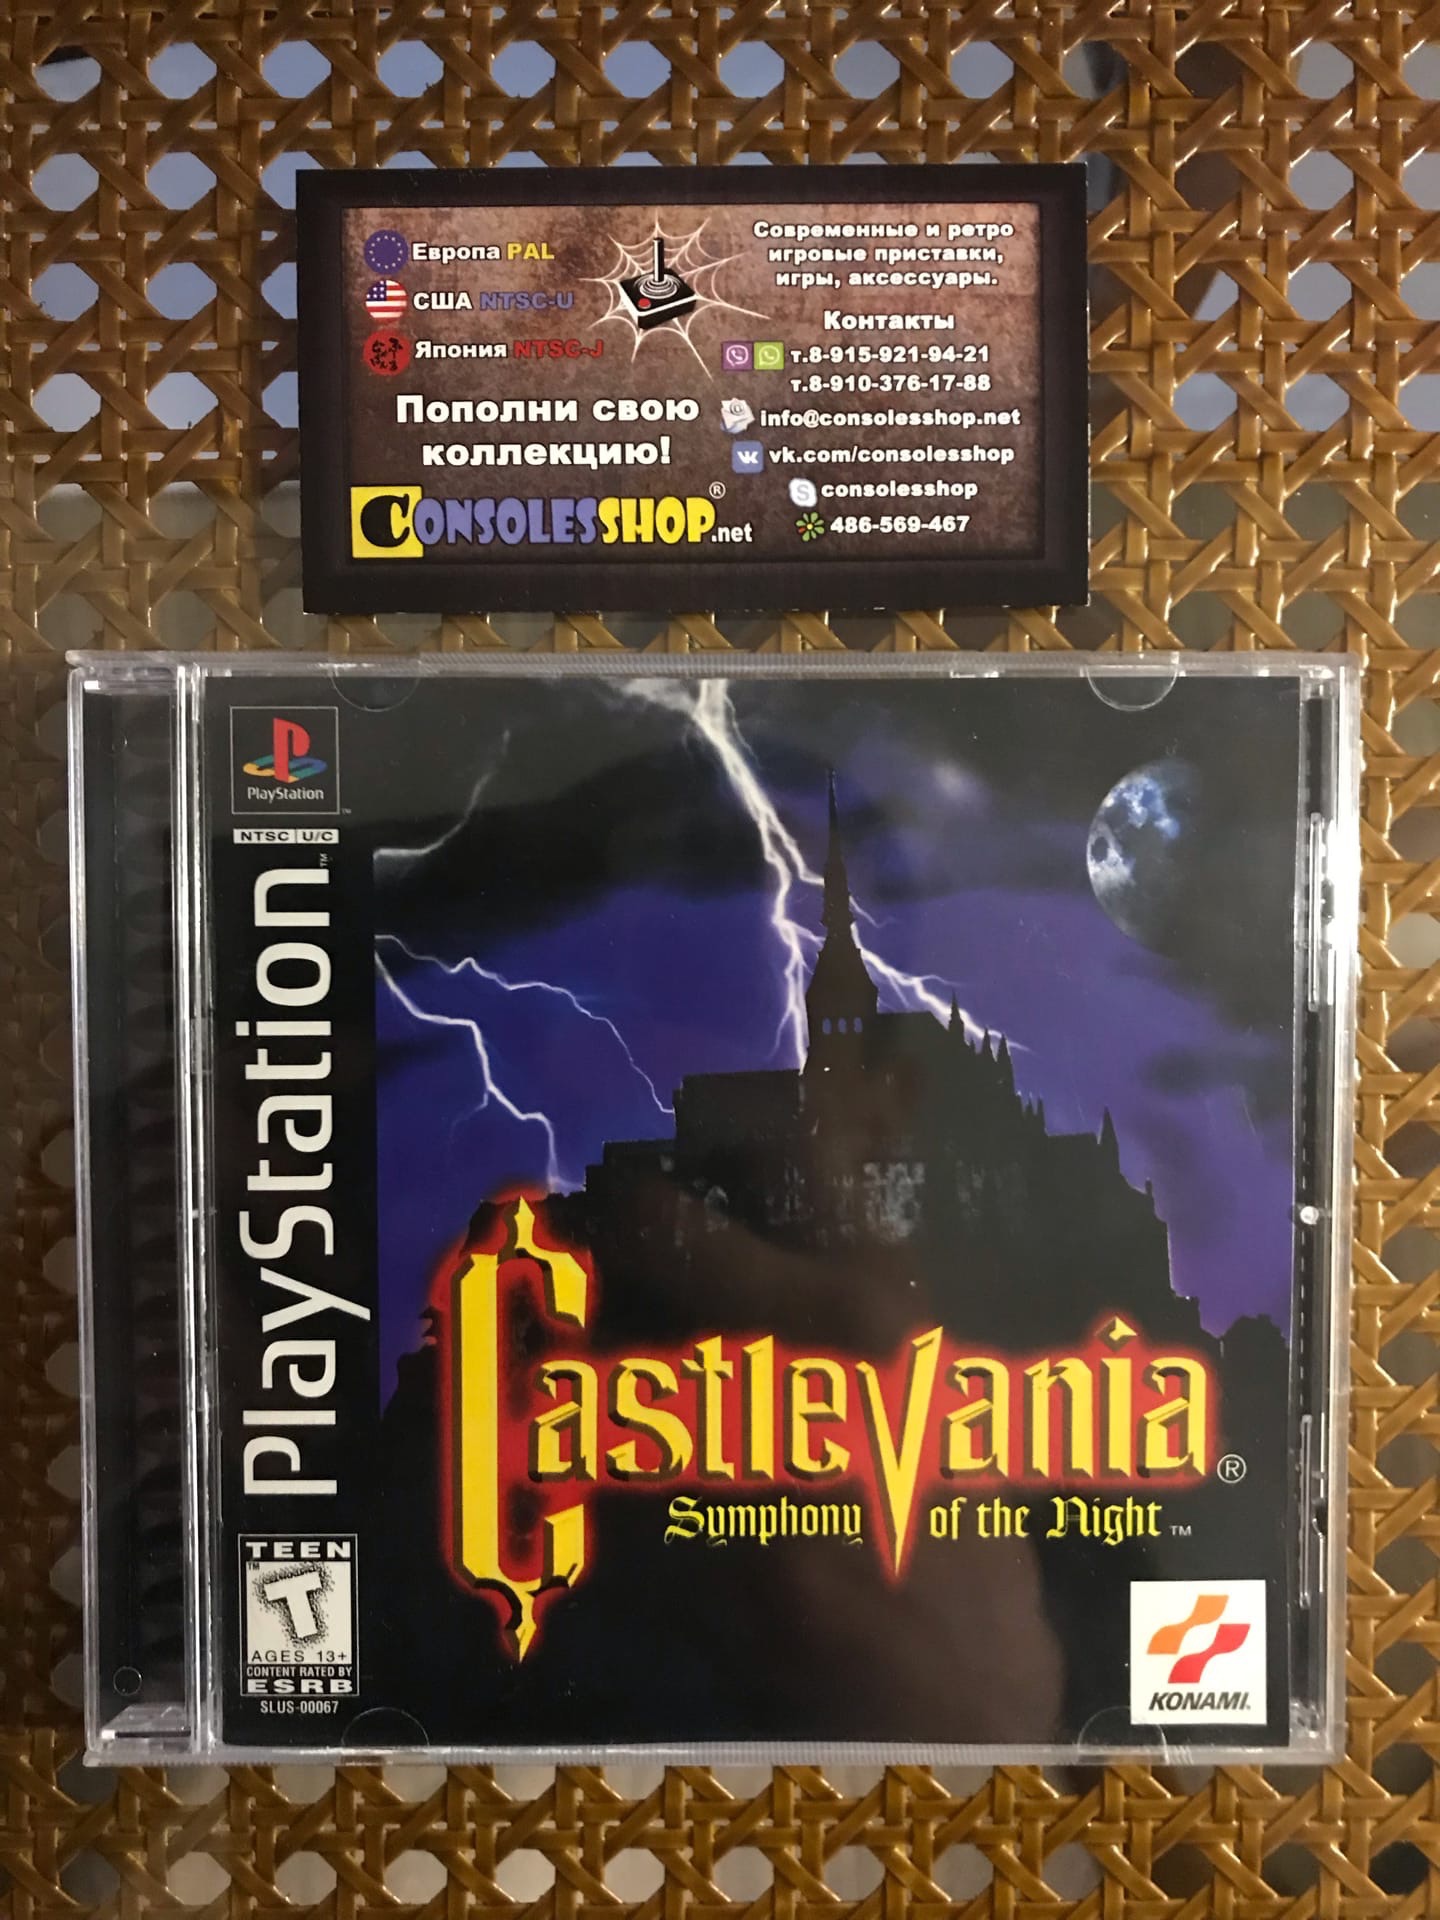 Европа PAL
США NTSC-U
Япония NTSC-J
Пополни свою
коллекцию!
CONSOLESSHOP.net
®
Современные и ретро
игровые приставки,
игры, аксессуары.
Контакты
т.8-915-921-94-21
т.8-910-376-17-88
info@consolesshop.net
vk.com/consolesshop
consolesshop
486-569-467
PlayStation
™
NTSC U/C
PlayStation™
Castlevania®
Symphony of the Night™
TEEN
™
T
AGES 13+
CONTENT RATED BY
ESRB
SLUS-00067
KONAMI.